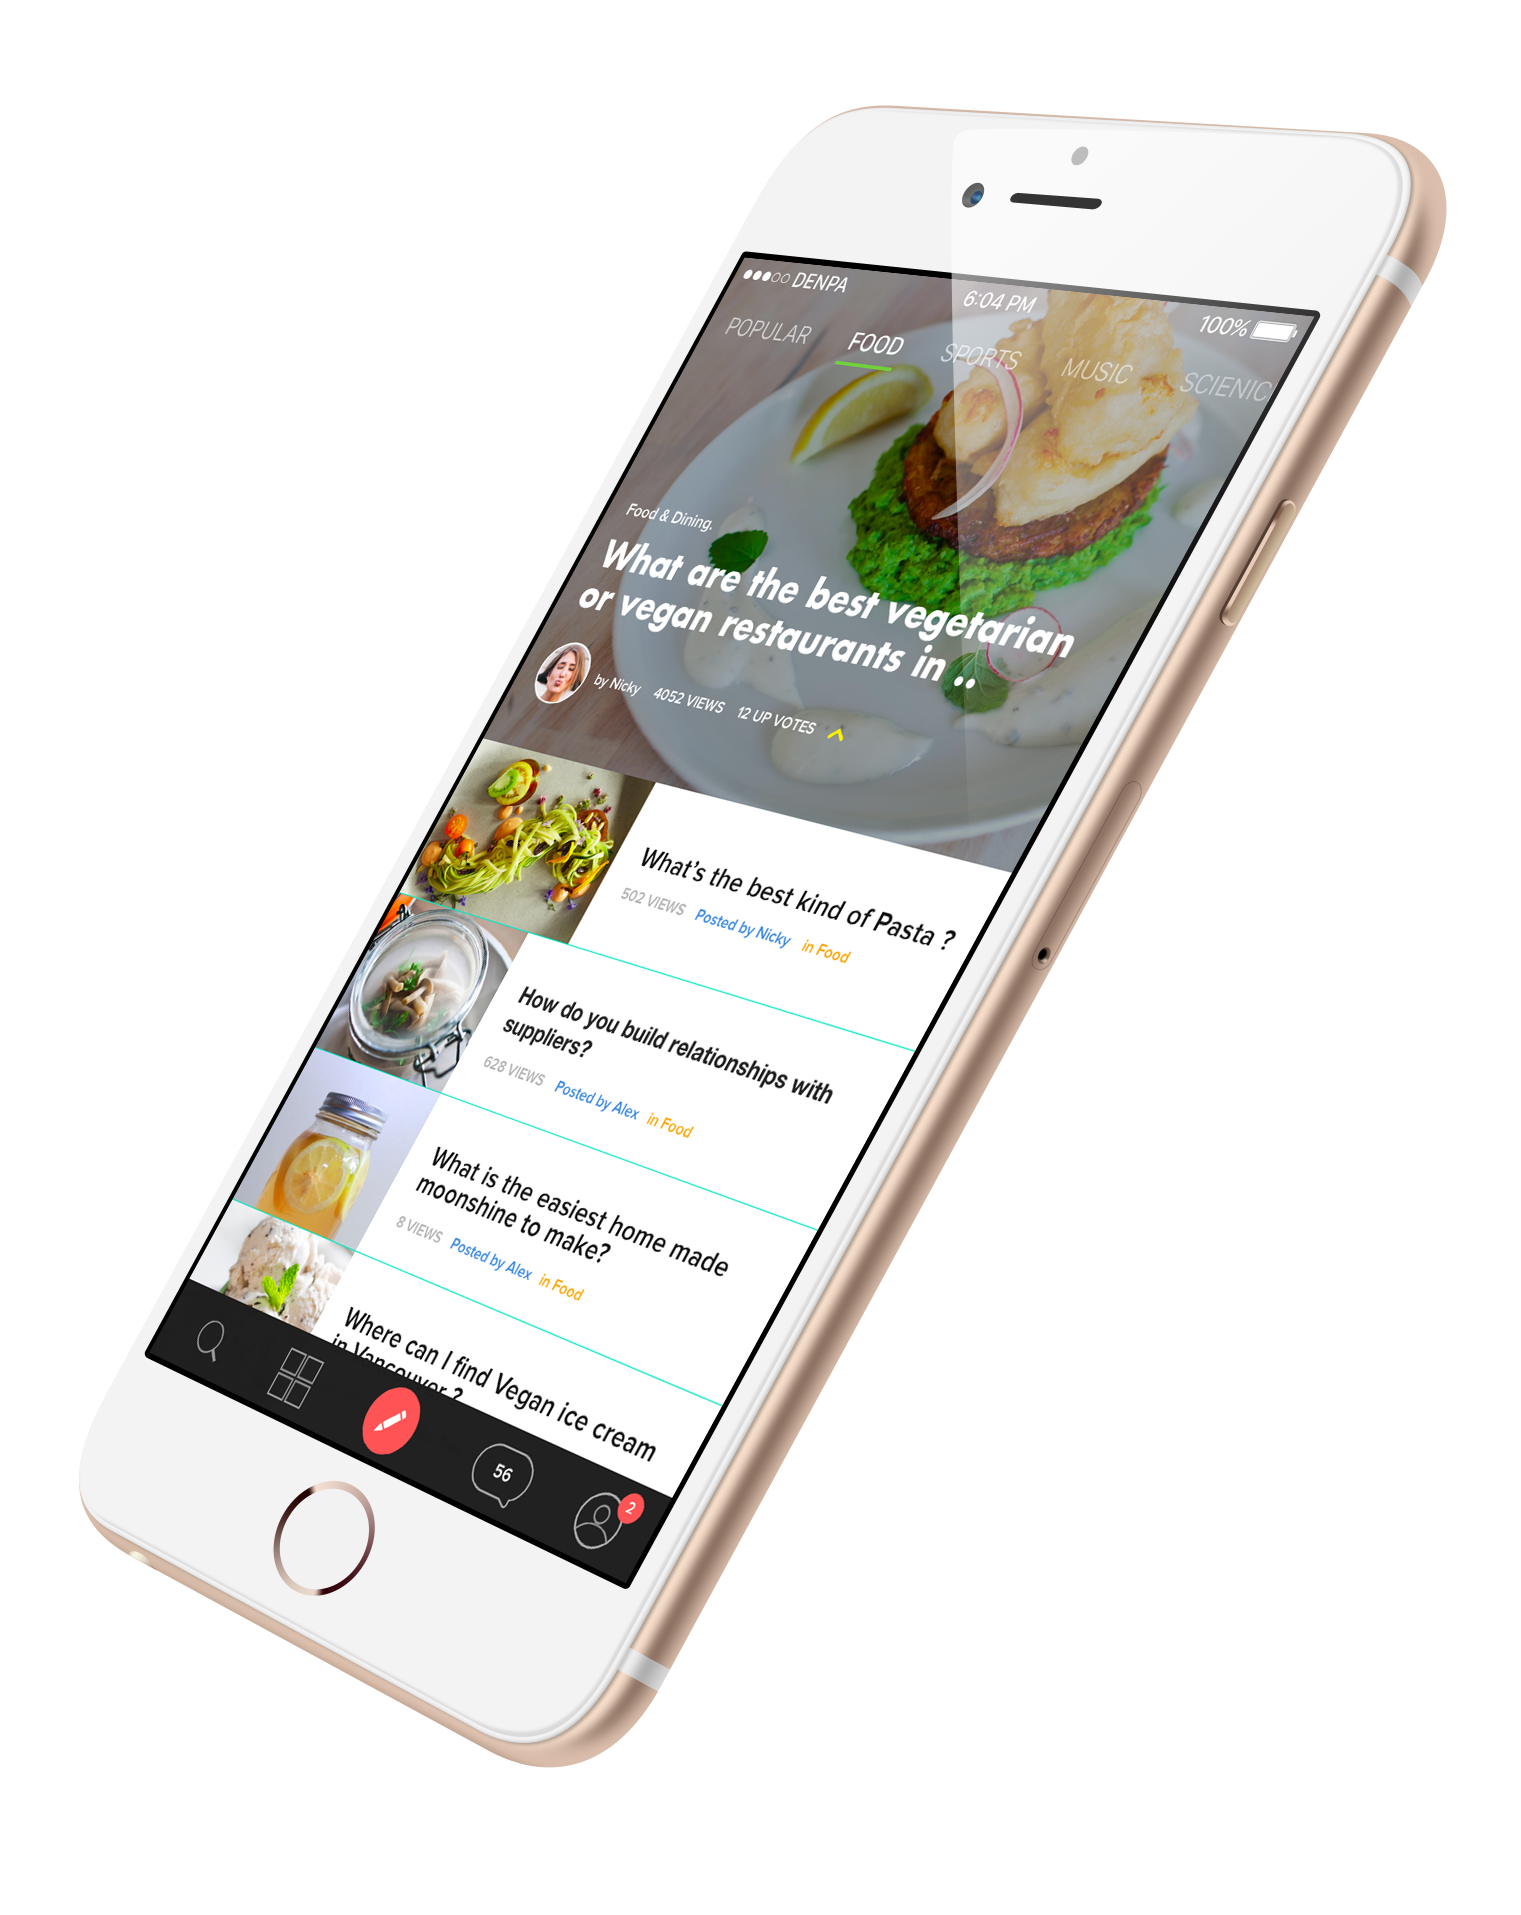 DENPA 6:04 PM 100%
POPULAR FOOD SPORTS MUSIC SCIENIC
Food & Dining.
What are the best vegetarian
or vegan restaurants in ..
by Nicky 4052 VIEWS 12 UP VOTES
What's the best kind of Pasta ?
502 VIEWS Posted by Nicky in Food
How do you build relationships with
suppliers?
628 VIEWS Posted by Alex in Food
What is the easiest home made
moonshine to make?
8 VIEWS Posted by Alex in Food
Where can I find Vegan ice cream
in Vancouver ?
56
2